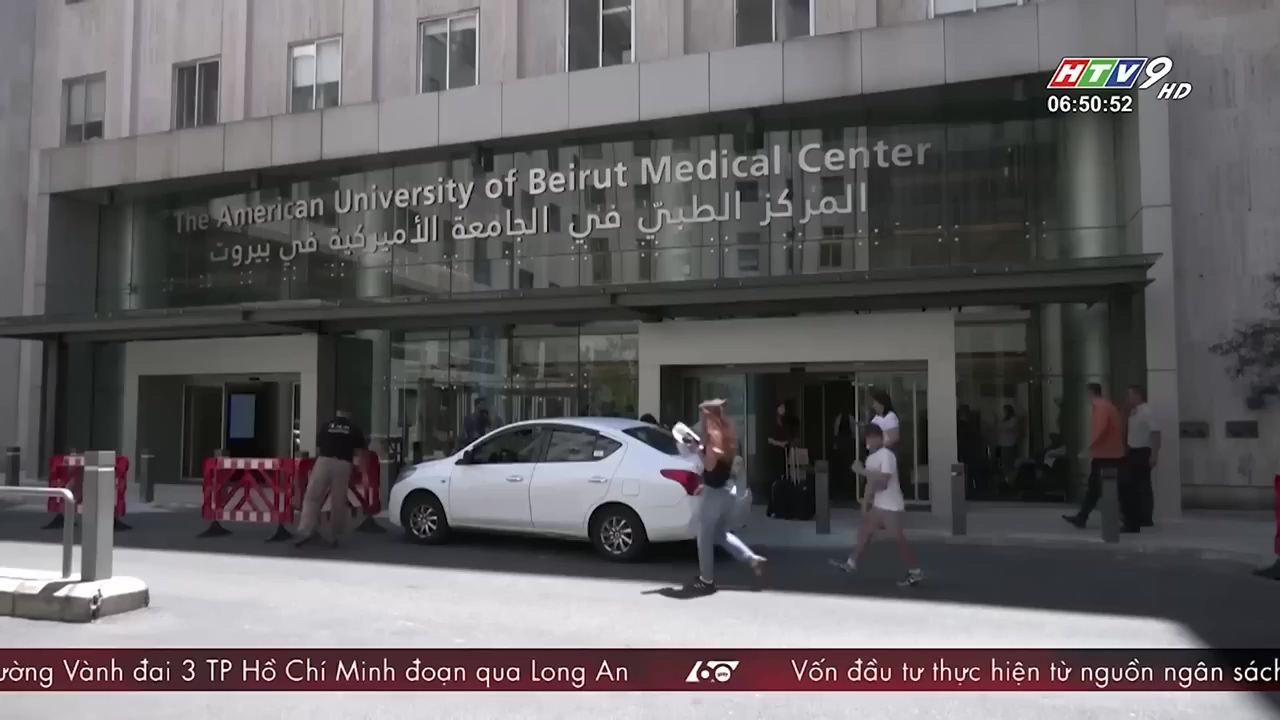 HTV9 HD
06:50:52
The American University of Beirut Medical Center
المركز الطبيّ في الجامعة الأميركية في بيروت
ường Vành đai 3 TP Hồ Chí Minh đoạn qua Long An
60 giây
Vốn đầu tư thực hiện từ nguồn ngân sách